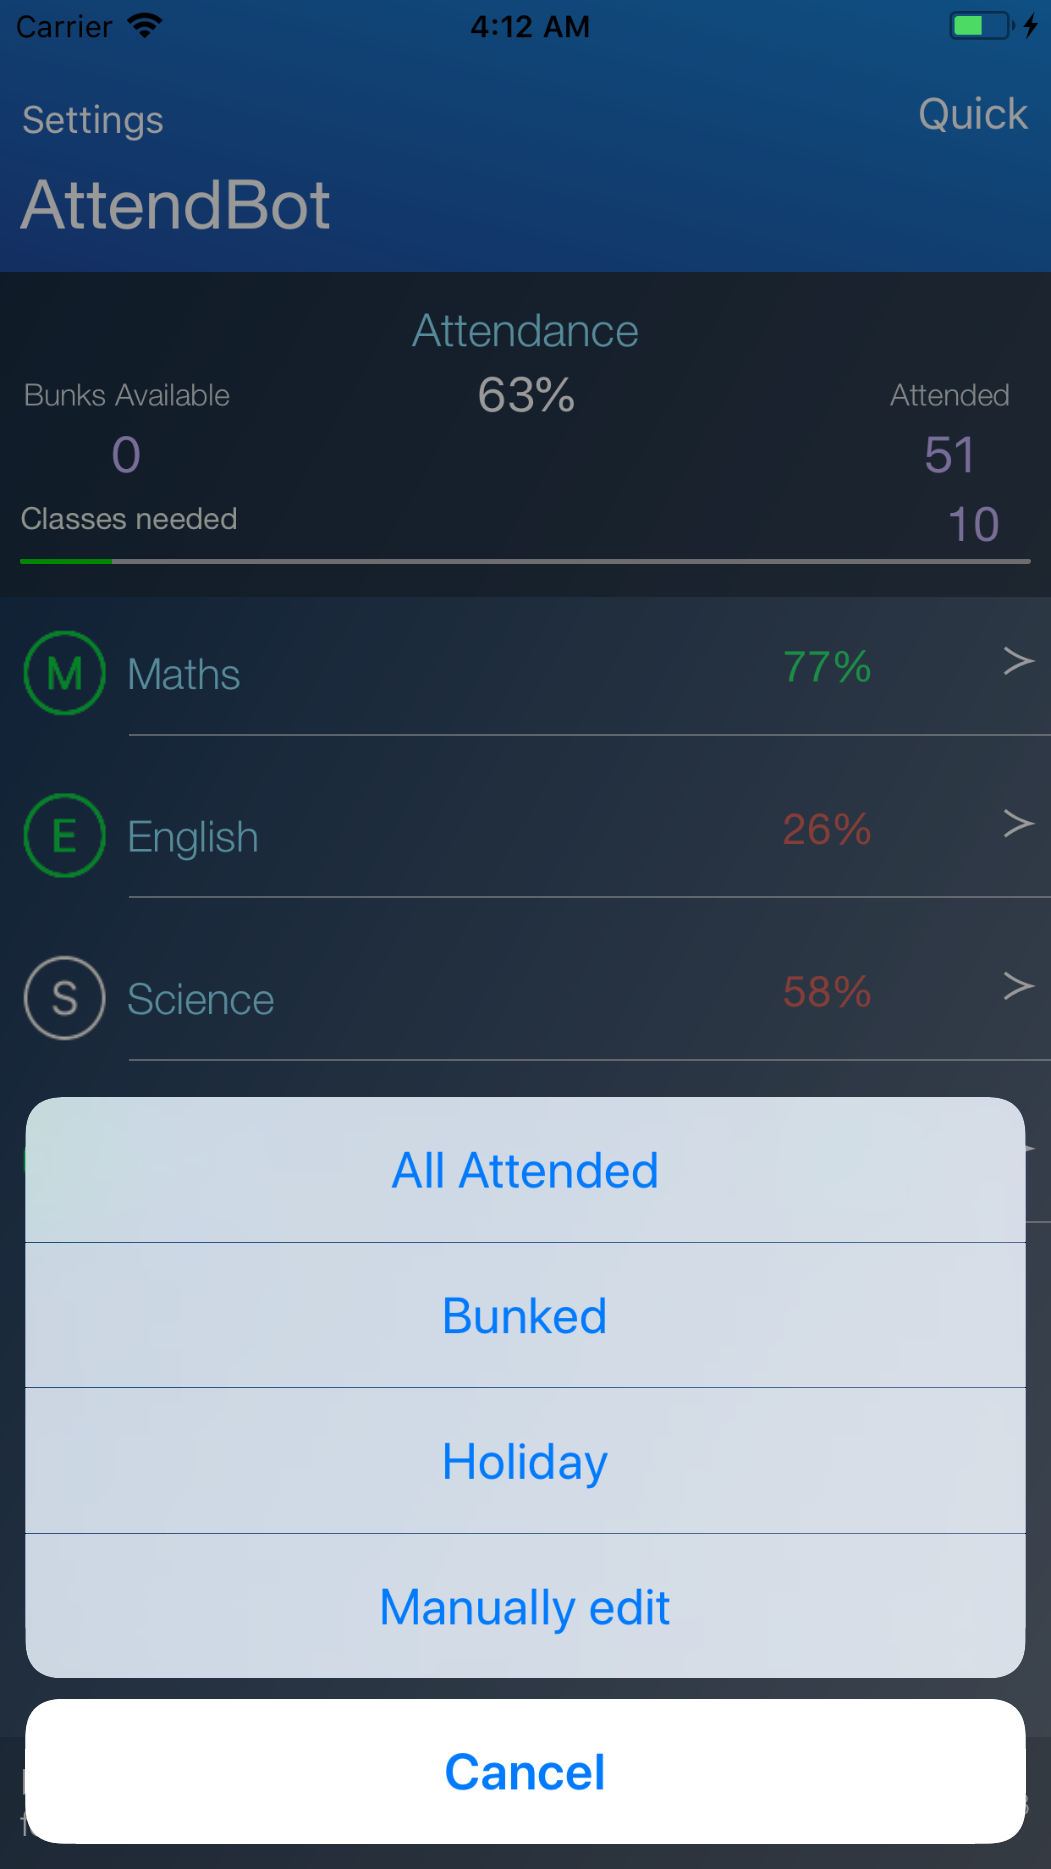 Carrier 4:12 AM
Settings Quick
AttendBot
Attendance
Bunks Available 63% Attended
0 51
Classes needed 10
M Maths 77%
E English 26%
S Science 58%
All Attended
Bunked
Holiday
Manually edit
Cancel